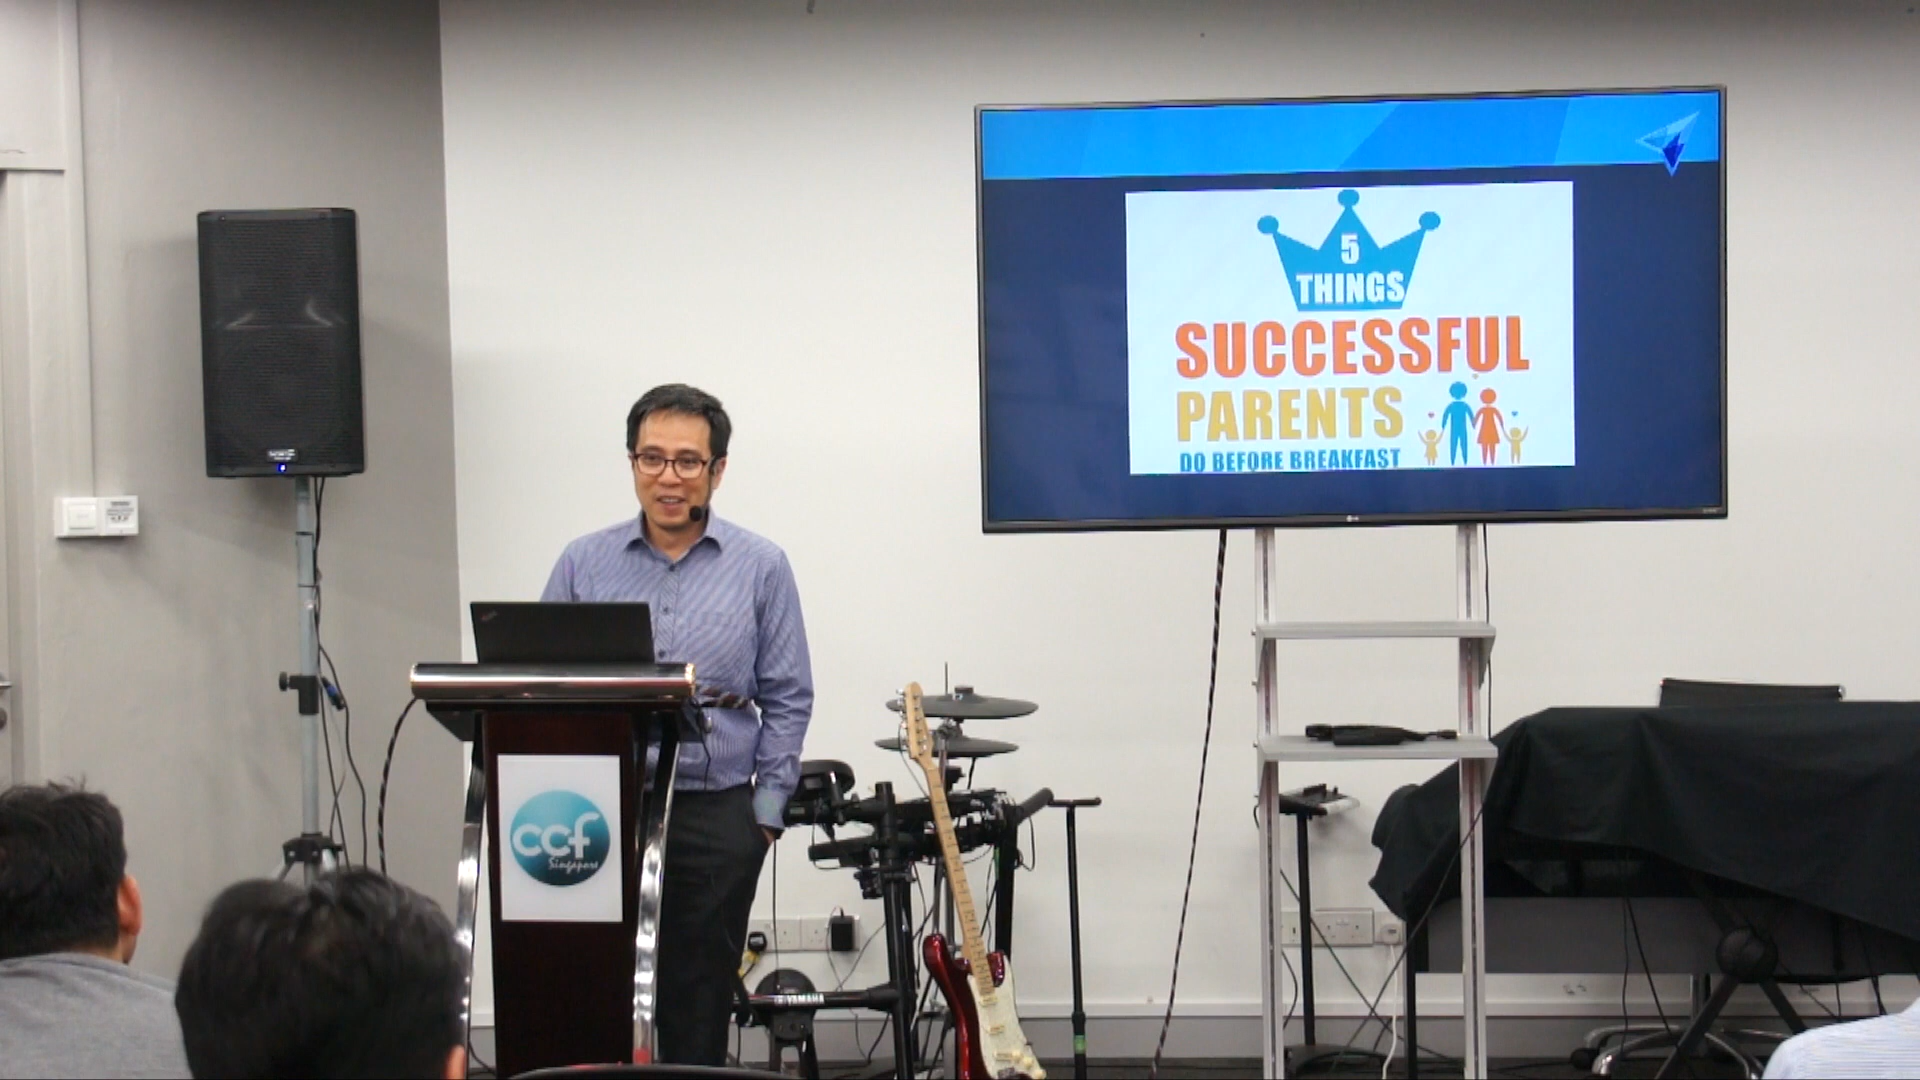 5
THINGS
SUCCESSFUL
PARENTS
DO BEFORE BREAKFAST
ccf
Singapore
YAMAHA